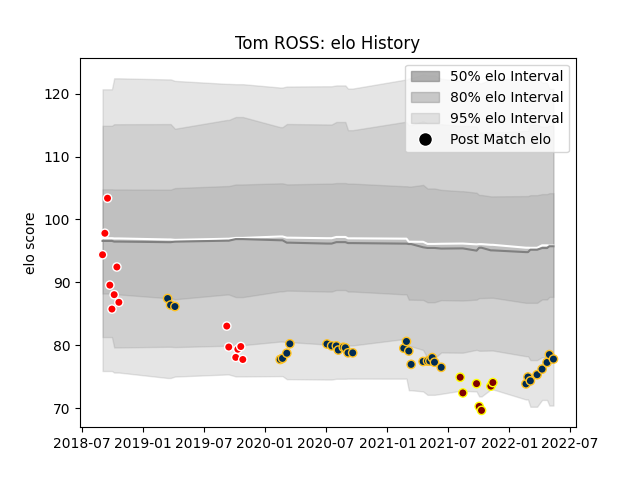 Tom ROSS: elo History
50% elo Interval
80% elo Interval
95% elo Interval
Post Match elo
elo score
120
110
100
90
80
70
2018-07 2019-01 2019-07 2020-01 2020-07 2021-01 2021-07 2022-01 2022-07